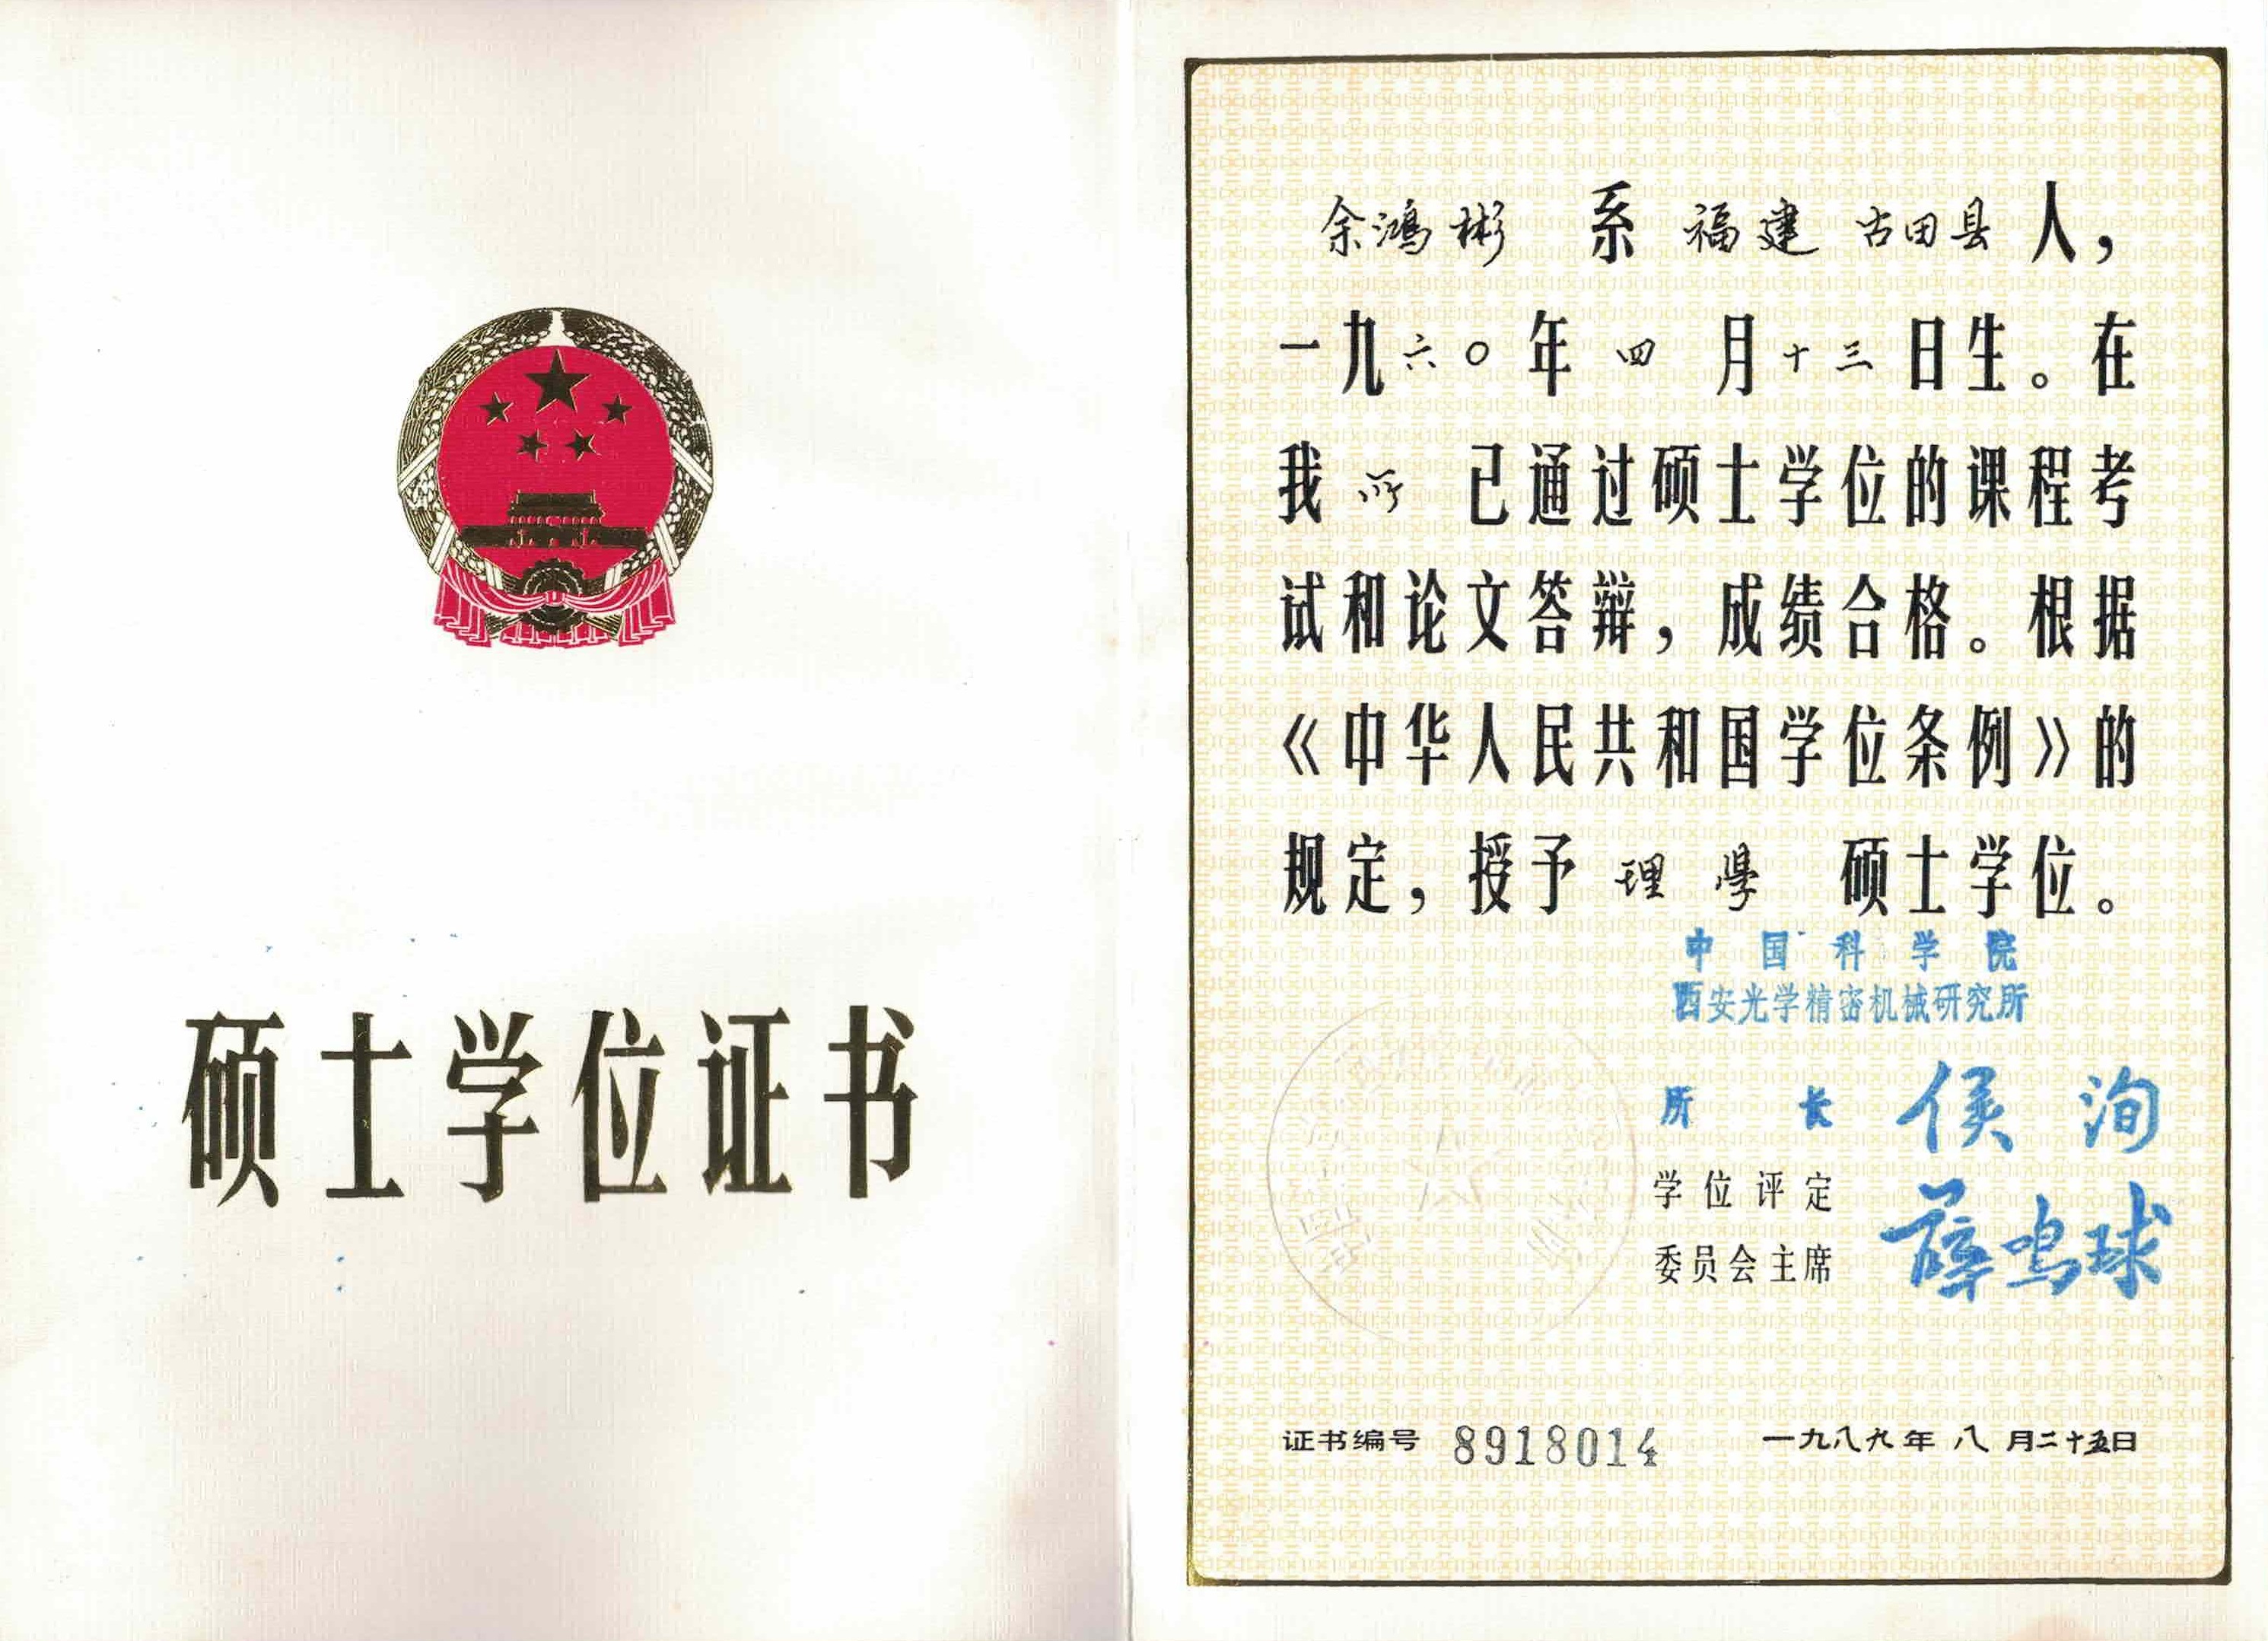 硕士学位证书
余鸿彬 系 福建 古田县 人，
一九六〇年 四 月 十三 日生。在
我 所 已通过硕士学位的课程考
试和论文答辩，成绩合格。根据
《中华人民共和国学位条例》的
规定，授予 理學 硕士学位。
中国科学院
西安光学精密机械研究所
所长 侯洵
学位评定
委员会主席 薛鸣球
证书编号 8918014 一九八九年 八 月二十五日